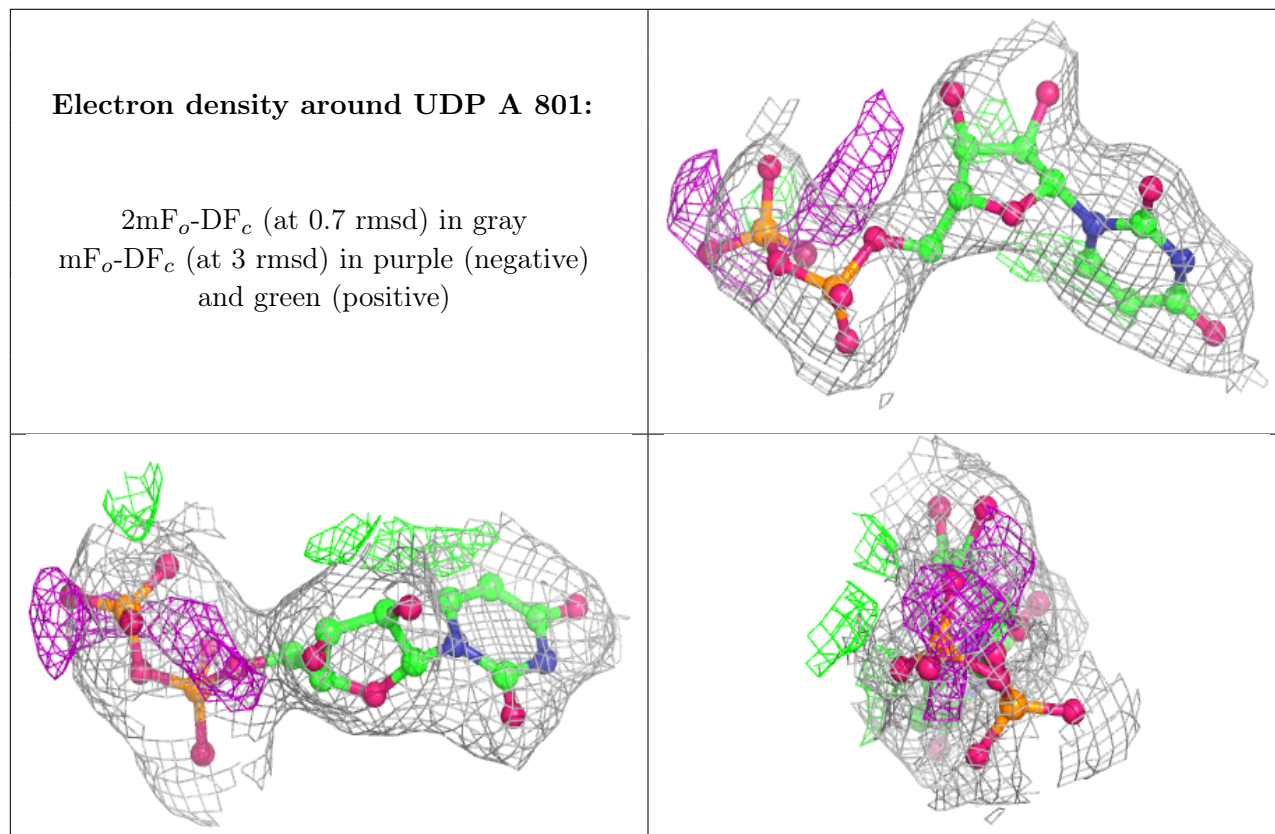 Electron density around UDP A 801:
2mFo-DFc (at 0.7 rmsd) in gray
mFo-DFc (at 3 rmsd) in purple (negative)
and green (positive)